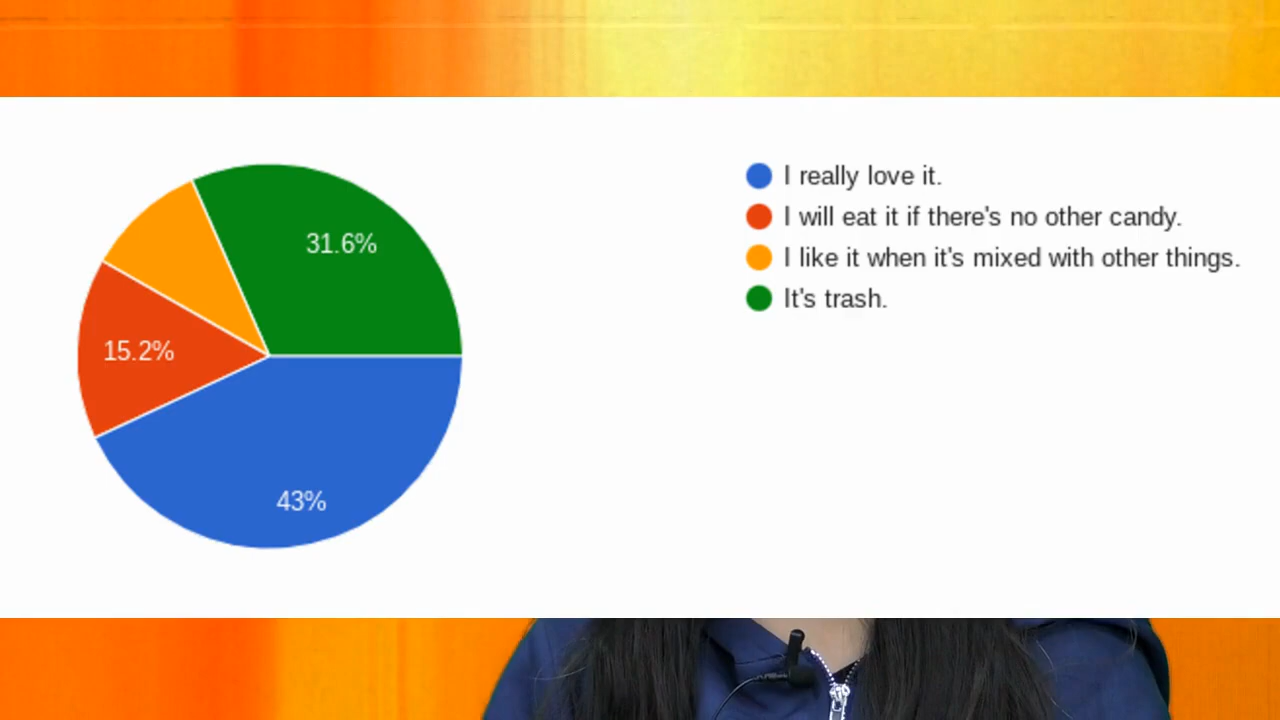 31.6%
15.2%
43%
I really love it.
I will eat it if there's no other candy.
I like it when it's mixed with other things.
It's trash.